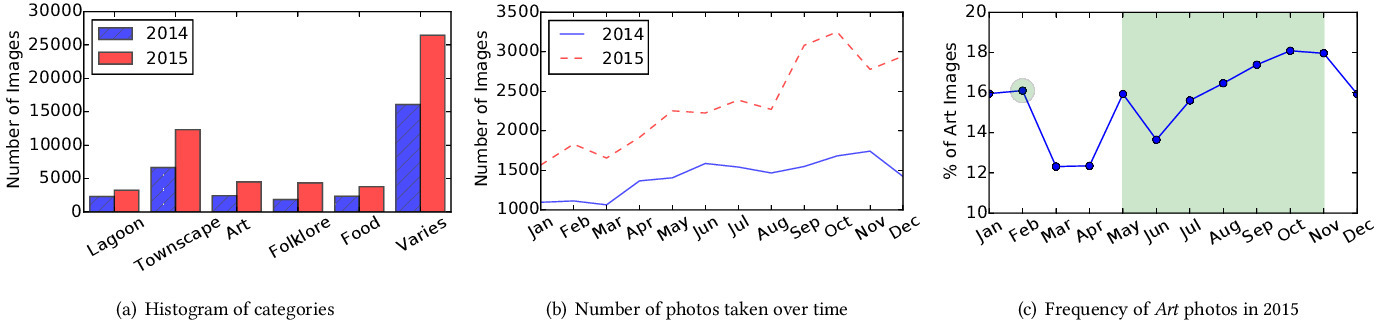 30000
25000
20000
15000
10000
5000
0
Number of Images
2014
2015
Lagoon
Townscape
Art
Folklore
Food
Varies
(a) Histogram of categories
3500
3000
2500
2000
1500
1000
Number of Images
2014
2015
Jan
Feb
Mar
Apr
May
Jun
Jul
Aug
Sep
Oct
Nov
Dec
(b) Number of photos taken over time
20
18
16
14
12
10
% of Art Images
Jan
Feb
Mar
Apr
May
Jun
Jul
Aug
Sep
Oct
Nov
Dec
(c) Frequency of Art photos in 2015